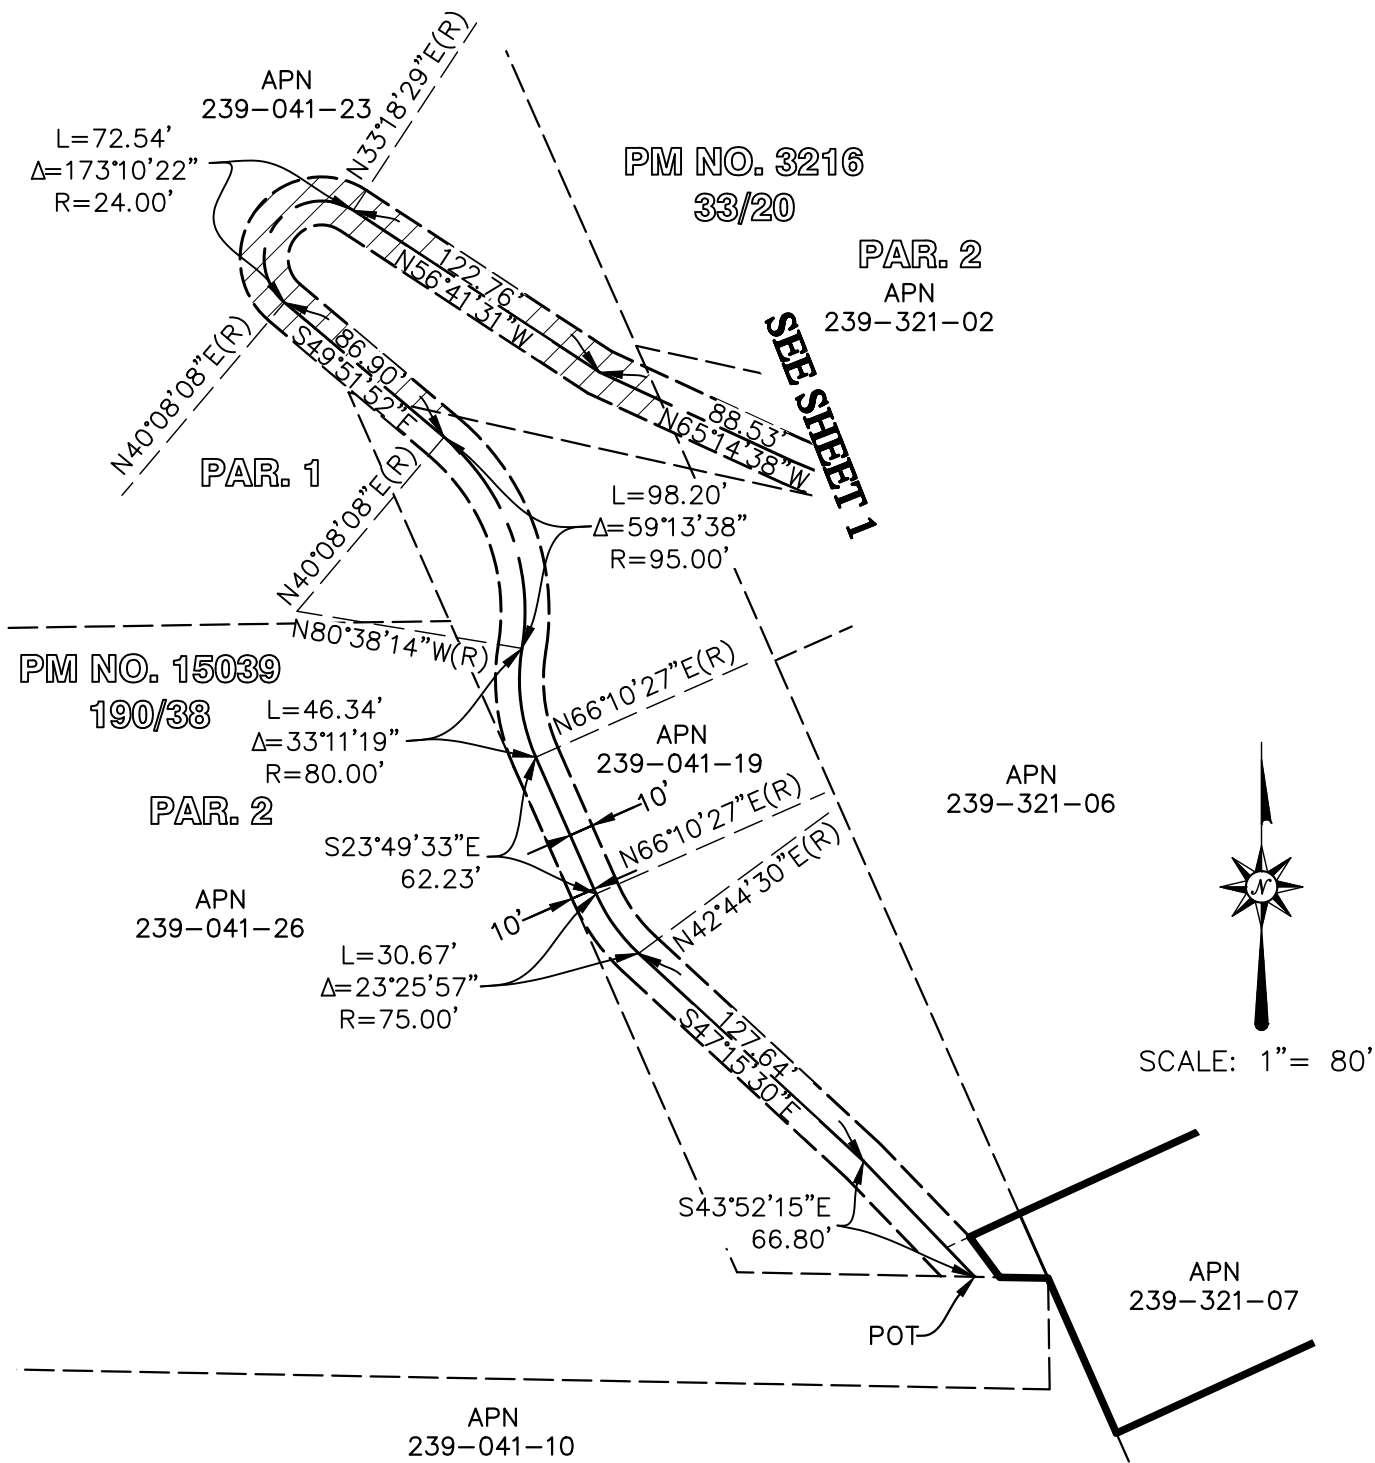 APN
239-041-23
N33°18'29"E(R)
L=72.54'
Δ=173°10'22"
R=24.00'
PM NO. 3216
33/20
PAR. 2
APN
239-321-02
122.76'
N56°41'31"W
SEE SHEET 1
86.90'
S49°51'52"E
N40°08'08"E(R)
88.53'
N65°14'38"W
PAR. 1
N40°08'08"E(R)
L=98.20'
Δ=59°13'38"
R=95.00'
N80°38'14"W(R)
PM NO. 15039
190/38
N66°10'27"E(R)
L=46.34'
Δ=33°11'19"
R=80.00'
APN
239-041-19
APN
239-321-06
PAR. 2
10'
N66°10'27"E(R)
S23°49'33"E
62.23'
N42°44'30"E(R)
APN
239-041-26
10'
N
L=30.67'
Δ=23°25'57"
R=75.00'
127.64'
S47°15'30"E
SCALE: 1"= 80'
S43°52'15"E
66.80'
APN
239-321-07
POT
APN
239-041-10